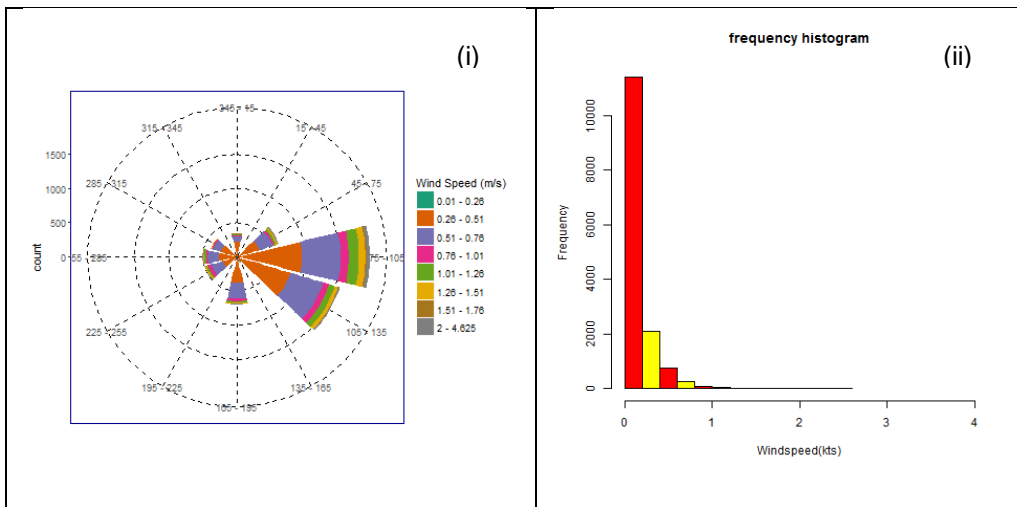 (i)
345 - 15
315 - 345
15 - 45
1500
285 - 315
45 - 75
1000
500
0
75 - 105
count
225 - 255
105 - 135
195 - 225
135 - 165
165 - 195
Wind Speed (m/s)
0.01 - 0.26
0.26 - 0.51
0.51 - 0.76
0.76 - 1.01
1.01 - 1.26
1.26 - 1.51
1.51 - 1.76
2 - 4.625
frequency histogram
(ii)
Frequency
10000
8000
6000
4000
2000
0
0 1 2 3 4
Windspeed(kts)